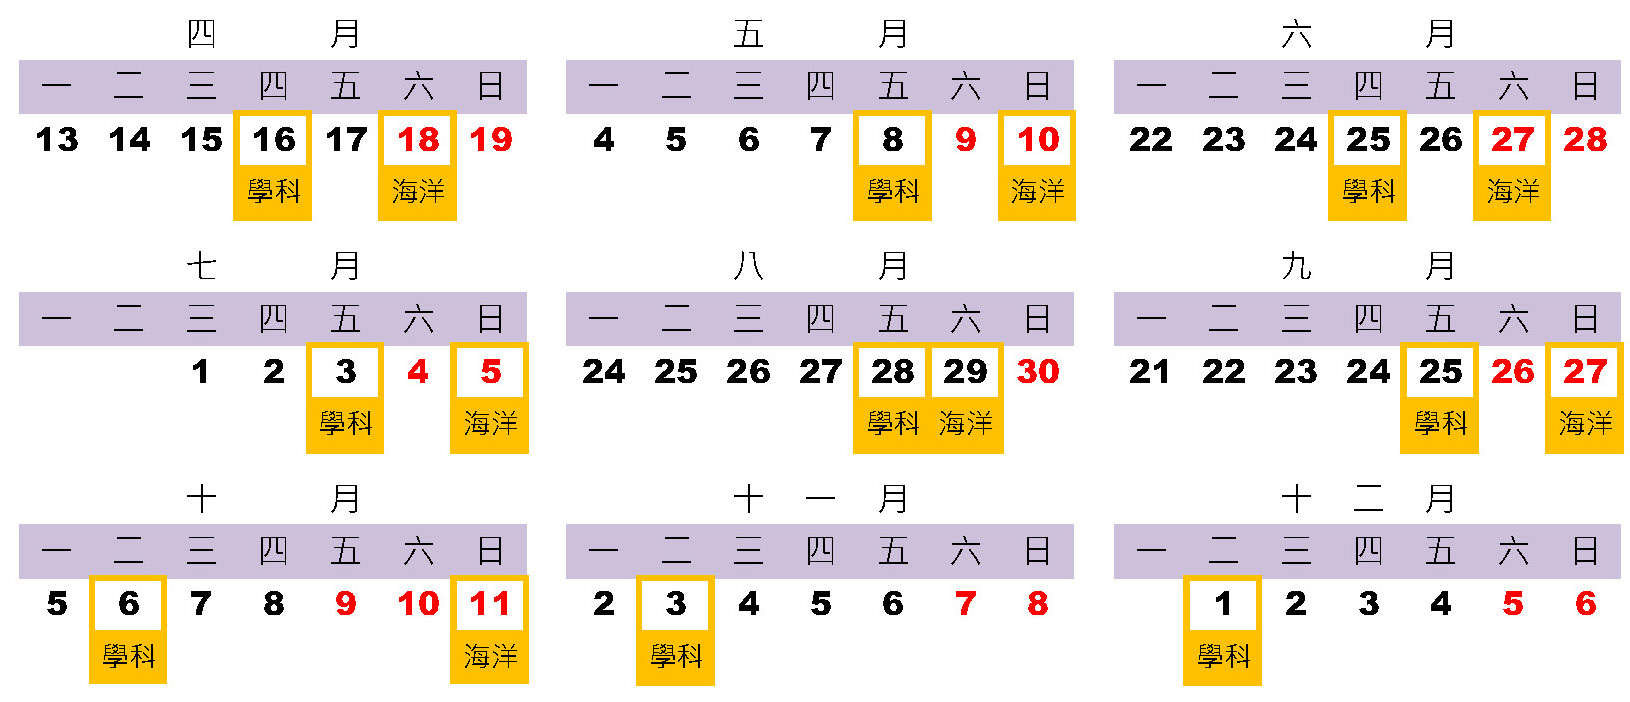 四 月
一 二 三 四 五 六 日
13 14 15 16 17 18 19
學科 海洋
五 月
一 二 三 四 五 六 日
4 5 6 7 8 9 10
學科 海洋
六 月
一 二 三 四 五 六 日
22 23 24 25 26 27 28
學科 海洋
七 月
一 二 三 四 五 六 日
1 2 3 4 5
學科 海洋
八 月
一 二 三 四 五 六 日
24 25 26 27 28 29 30
學科 海洋
九 月
一 二 三 四 五 六 日
21 22 23 24 25 26 27
學科 海洋
十 月
一 二 三 四 五 六 日
5 6 7 8 9 10 11
學科 海洋
十 一 月
一 二 三 四 五 六 日
2 3 4 5 6 7 8
學科
十 二 月
一 二 三 四 五 六 日
1 2 3 4 5 6
學科